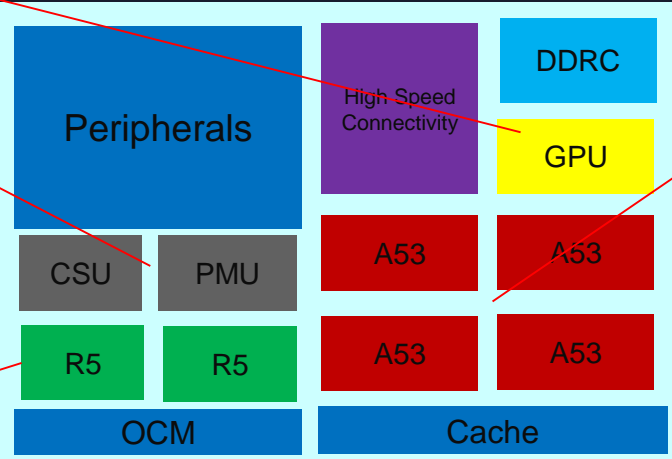 Peripherals
High Speed
Connectivity
DDRC
GPU
CSU
PMU
A53
A53
R5
R5
A53
A53
OCM
Cache